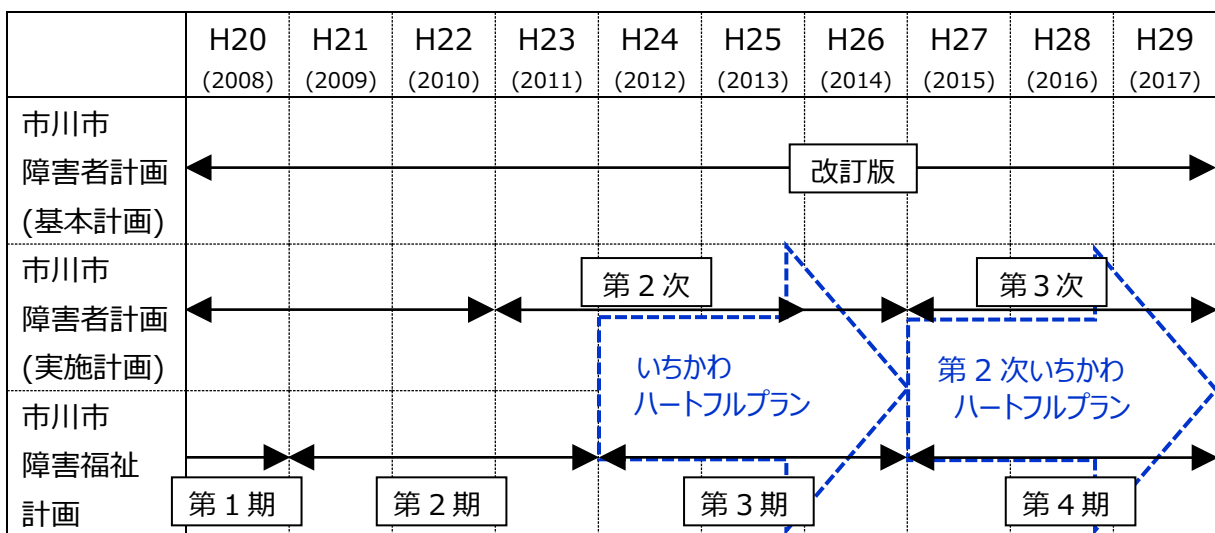 H20 H21 H22 H23 H24 H25 H26 H27 H28 H29
(2008) (2009) (2010) (2011) (2012) (2013) (2014) (2015) (2016) (2017)
市川市
障害者計画
(基本計画)
改訂版
市川市
障害者計画
(実施計画)
第2次
第3次
いちかわ
ハートフルプラン
第2次いちかわ
ハートフルプラン
市川市
障害福祉
計画
第1期
第2期
第3期
第4期